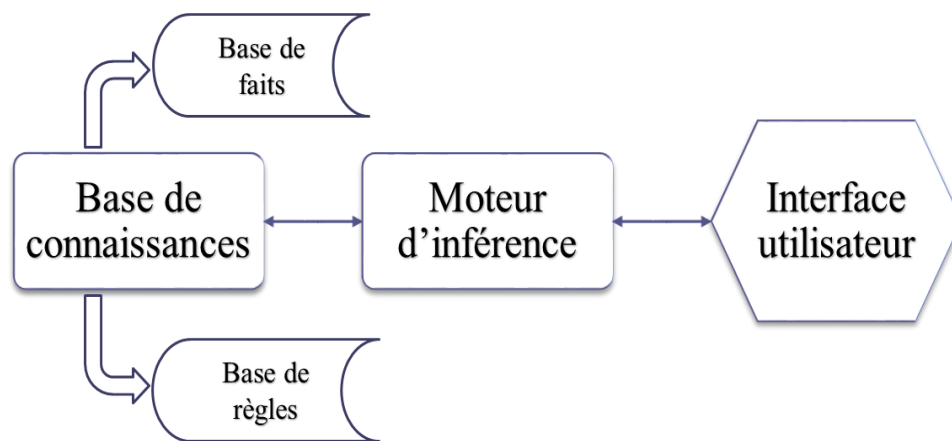 Base de
faits
Base de
connaissances
Moteur
d’inférence
Interface
utilisateur
Base de
règles